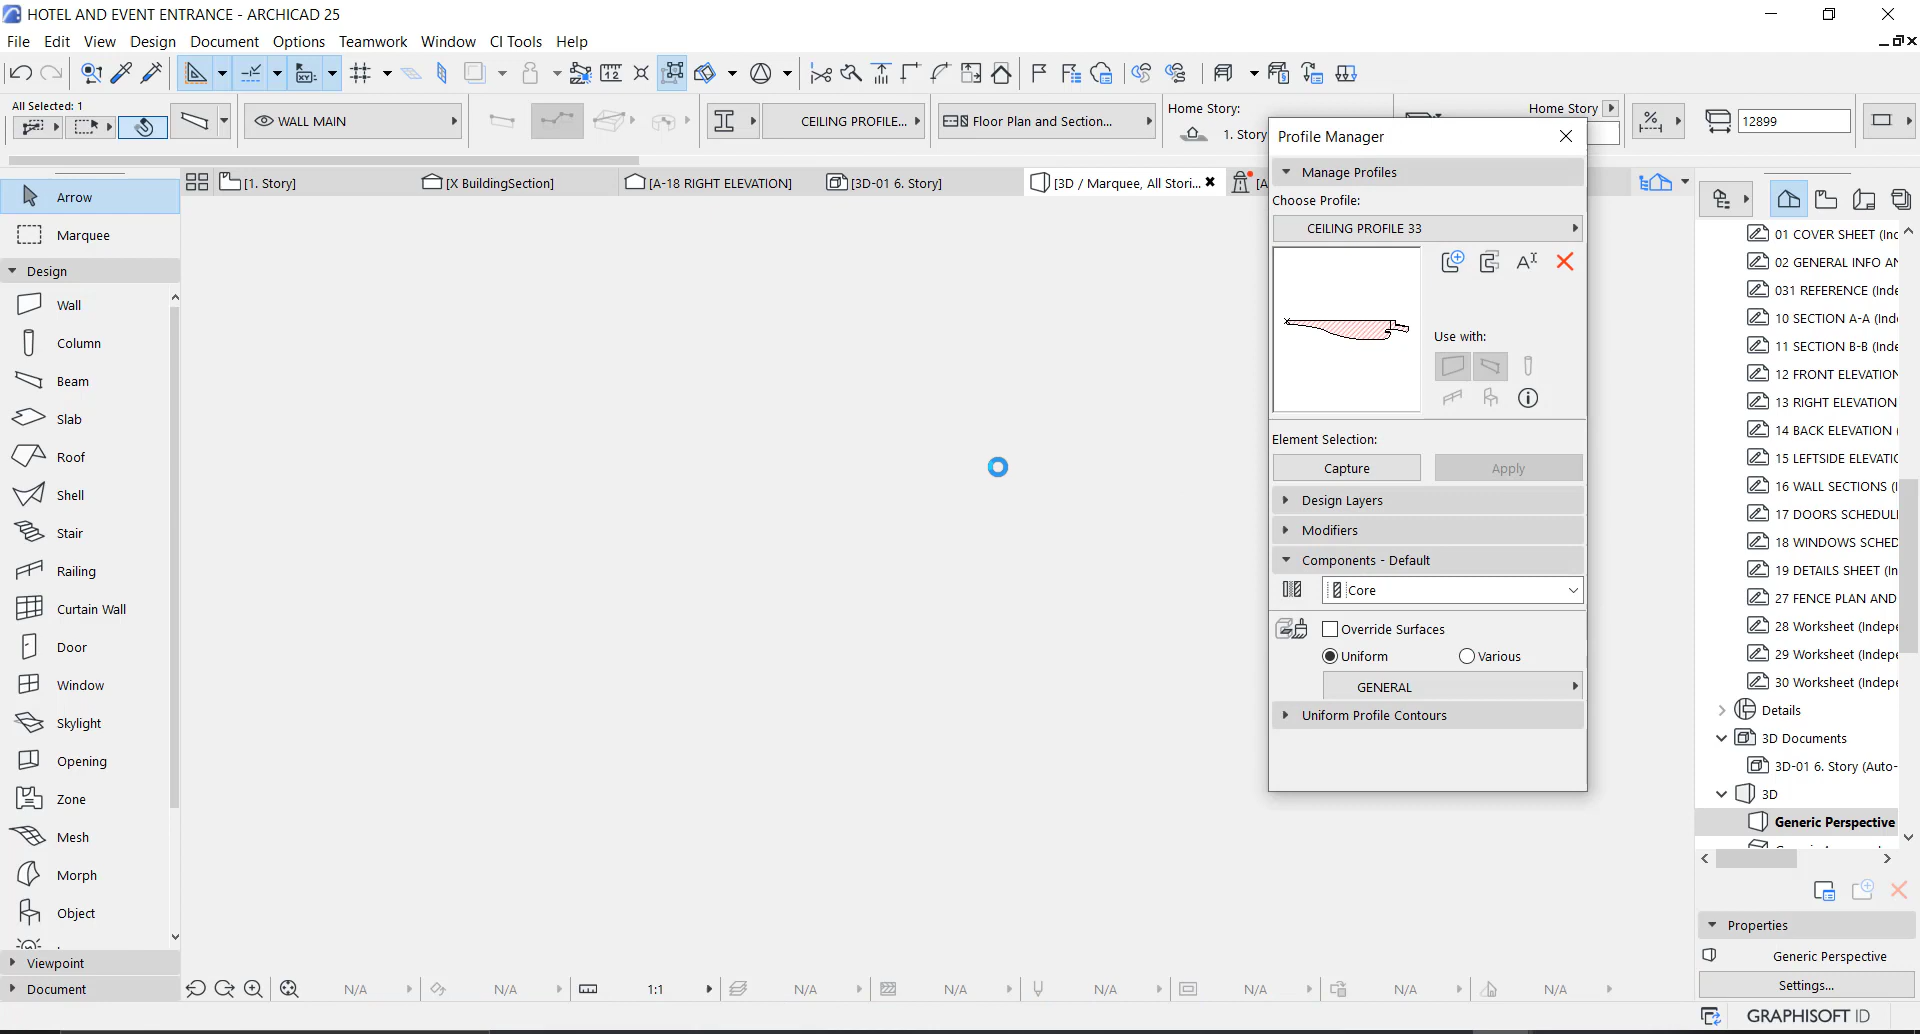 HOTEL AND EVENT ENTRANCE - ARCHICAD 25
File Edit View Design Document Options Teamwork Window CI Tools Help
All Selected: 1
WALL MAIN
CEILING PROFILE...
Floor Plan and Section...
Home Story:
1. Story
Home Story
12899
[1. Story]
[X BuildingSection]
[A-18 RIGHT ELEVATION]
[3D-01 6. Story]
[3D / Marquee, All Stori...
[A
Arrow
Marquee
Design
Wall
Column
Beam
Slab
Roof
Shell
Stair
Railing
Curtain Wall
Door
Window
Skylight
Opening
Zone
Mesh
Morph
Object
Viewpoint
Document
Profile Manager
Manage Profiles
Choose Profile:
CEILING PROFILE 33
Use with:
Element Selection:
Capture
Apply
Design Layers
Modifiers
Components - Default
Core
Override Surfaces
Uniform
Various
GENERAL
Uniform Profile Contours
01 COVER SHEET (Inc
02 GENERAL INFO AN
031 REFERENCE (Inde
10 SECTION A-A (Ind
11 SECTION B-B (Inde
12 FRONT ELEVATION
13 RIGHT ELEVATION
14 BACK ELEVATION (
15 LEFTSIDE ELEVATIO
16 WALL SECTIONS (I
17 DOORS SCHEDUL
18 WINDOWS SCHED
19 DETAILS SHEET (In
27 FENCE PLAN AND
28 Worksheet (Indepe
29 Worksheet (Indepe
30 Worksheet (Indepe
Details
3D Documents
3D-01 6. Story (Auto-
3D
Generic Perspective
Properties
Generic Perspective
Settings...
N/A
N/A
1:1
N/A
N/A
N/A
N/A
N/A
N/A
GRAPHISOFT ID